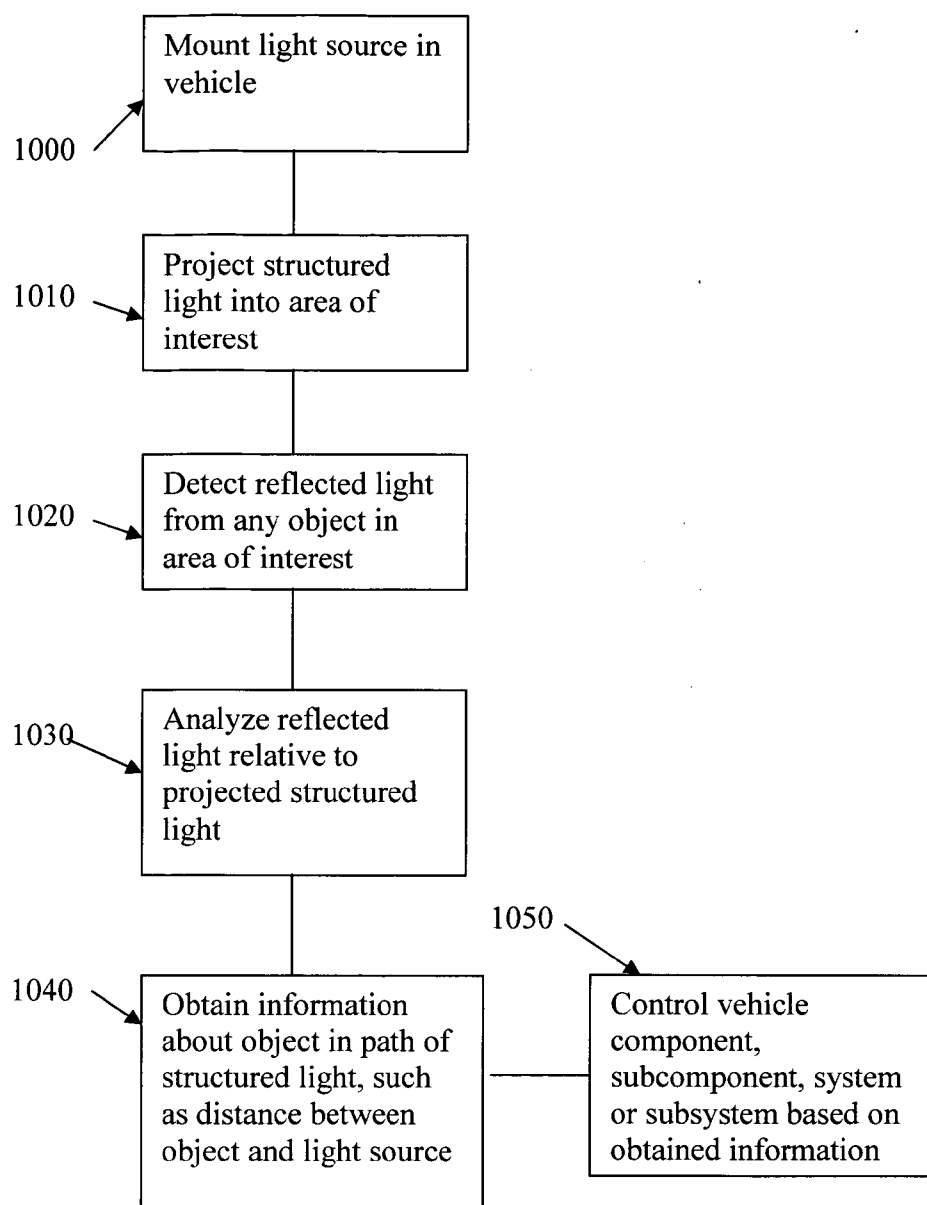 Mount light source in
vehicle
1000
Project structured
light into area of
interest
1010
Detect reflected light
from any object in
area of interest
1020
Analyze reflected
light relative to
projected structured
light
1030
1050
1040
Obtain information
about object in path of
structured light, such
as distance between
object and light source
Control vehicle
component,
subcomponent, system
or subsystem based on
obtained information